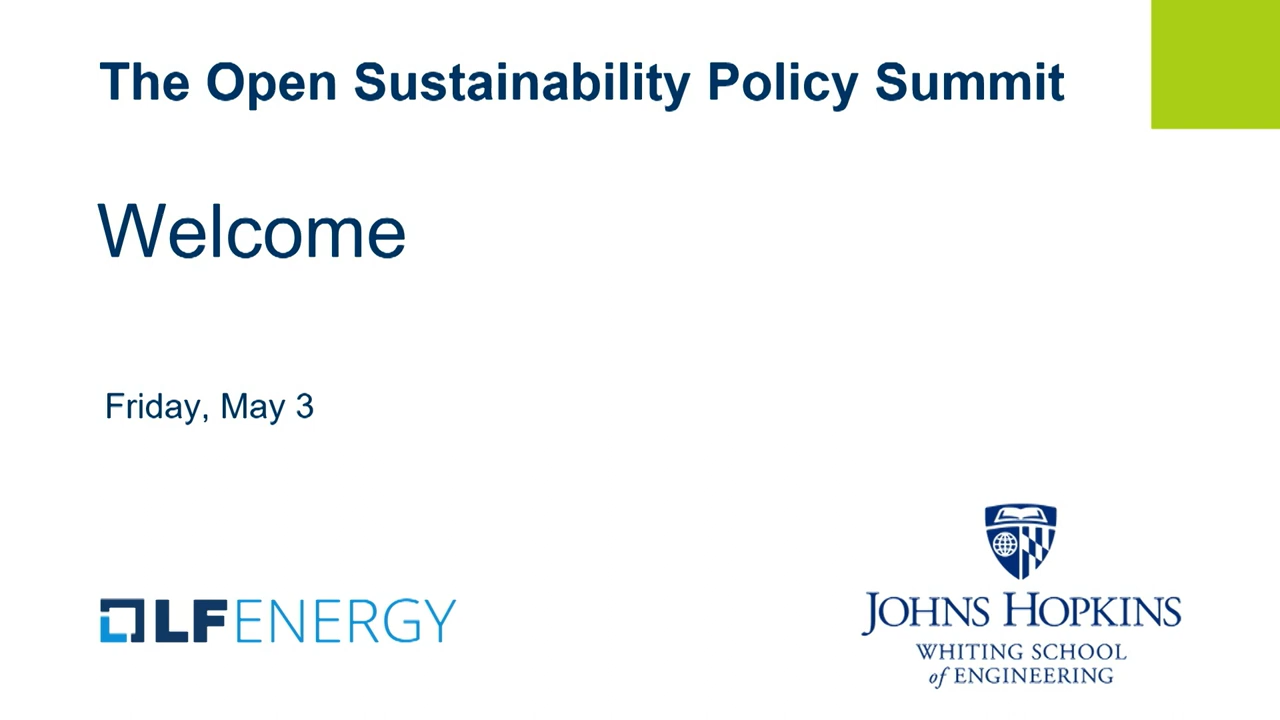 The Open Sustainability Policy Summit
Welcome
Friday, May 3
LFENERGY
JOHNS HOPKINS
WHITING SCHOOL
of ENGINEERING